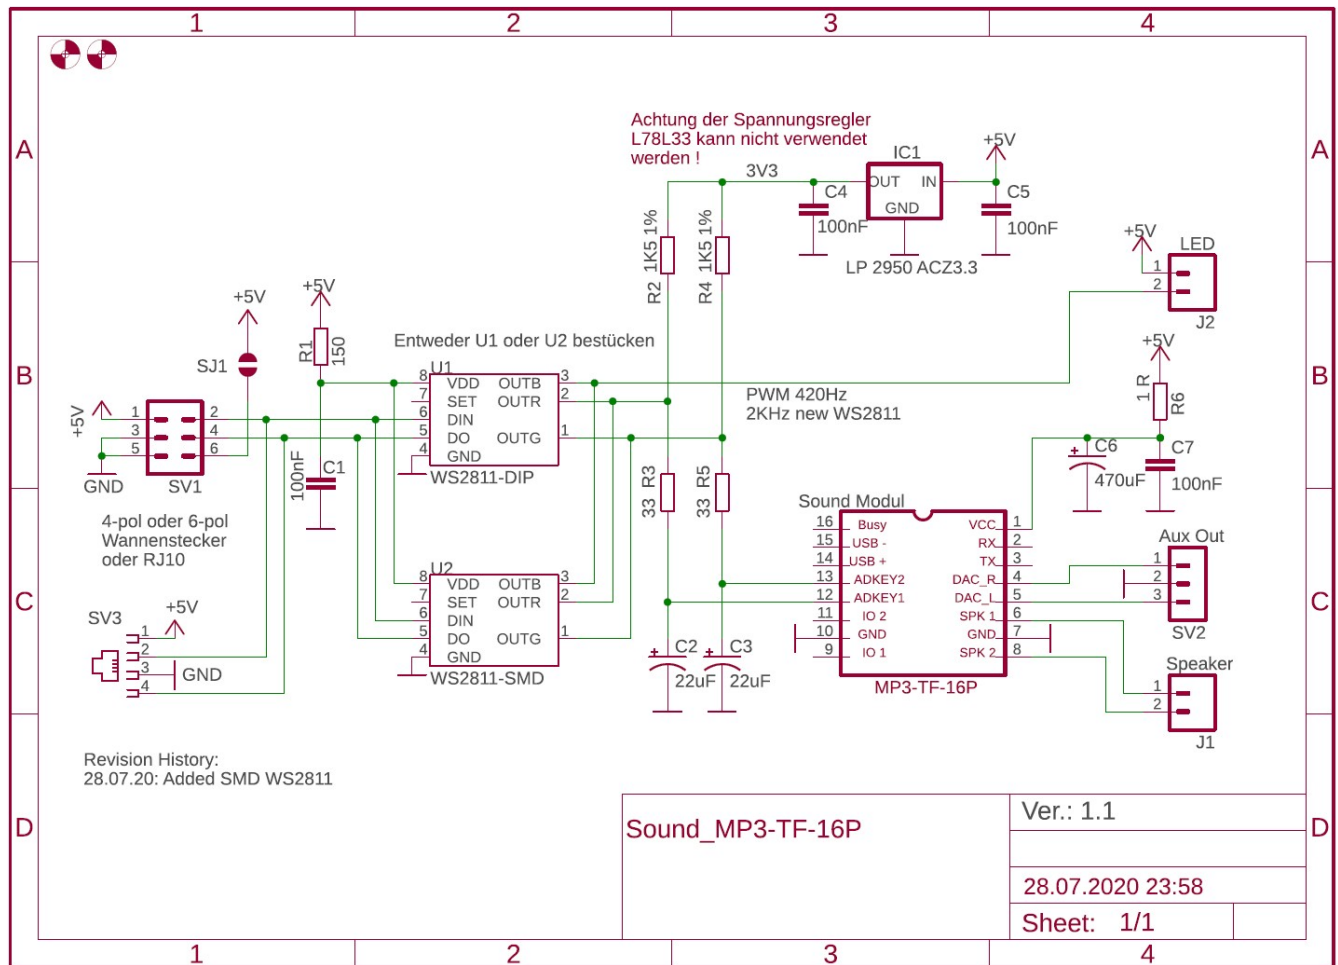 1 2 3 4
A A
Achtung der Spannungsregler
L78L33 kann nicht verwendet
werden !
3V3
IC1
OUT IN
GND
LP 2950 ACZ3.3
+5V
C4
100nF
C5
100nF
1K5 1%
R2
1K5 1%
R4
+5V
LED
1
2
J2
B B
+5V
SJ1
+5V
R1
150
Entweder U1 oder U2 bestücken
U1
8 VDD OUTB 3
7 SET OUTR 2
6 DIN
5 DO OUTG 1
4 GND
WS2811-DIP
PWM 420Hz
2KHz new WS2811
+5V
1 R
R6
+5V
1 2
3 4
5 6
GND
SV1
100nF
C1
33 R3
33 R5
C6
470uF
C7
100nF
4-pol oder 6-pol
Wannenstecker
oder RJ10
C C
Sound Modul
16 Busy VCC 1
15 USB - RX 2
14 USB + TX 3
13 ADKEY2 DAC_R 4
12 ADKEY1 DAC_L 5
11 IO 2 SPK 1 6
10 GND GND 7
9 IO 1 SPK 2 8
MP3-TF-16P
Aux Out
1
2
3
SV2
U2
8 VDD OUTB 3
7 SET OUTR 2
6 DIN
5 DO OUTG 1
4 GND
WS2811-SMD
SV3
+5V
1
2
3
4
GND
C2
22uF
C3
22uF
Speaker
1
2
J1
Revision History:
28.07.20: Added SMD WS2811
D D
Sound_MP3-TF-16P
Ver.: 1.1
28.07.2020 23:58
Sheet: 1/1
1 2 3 4